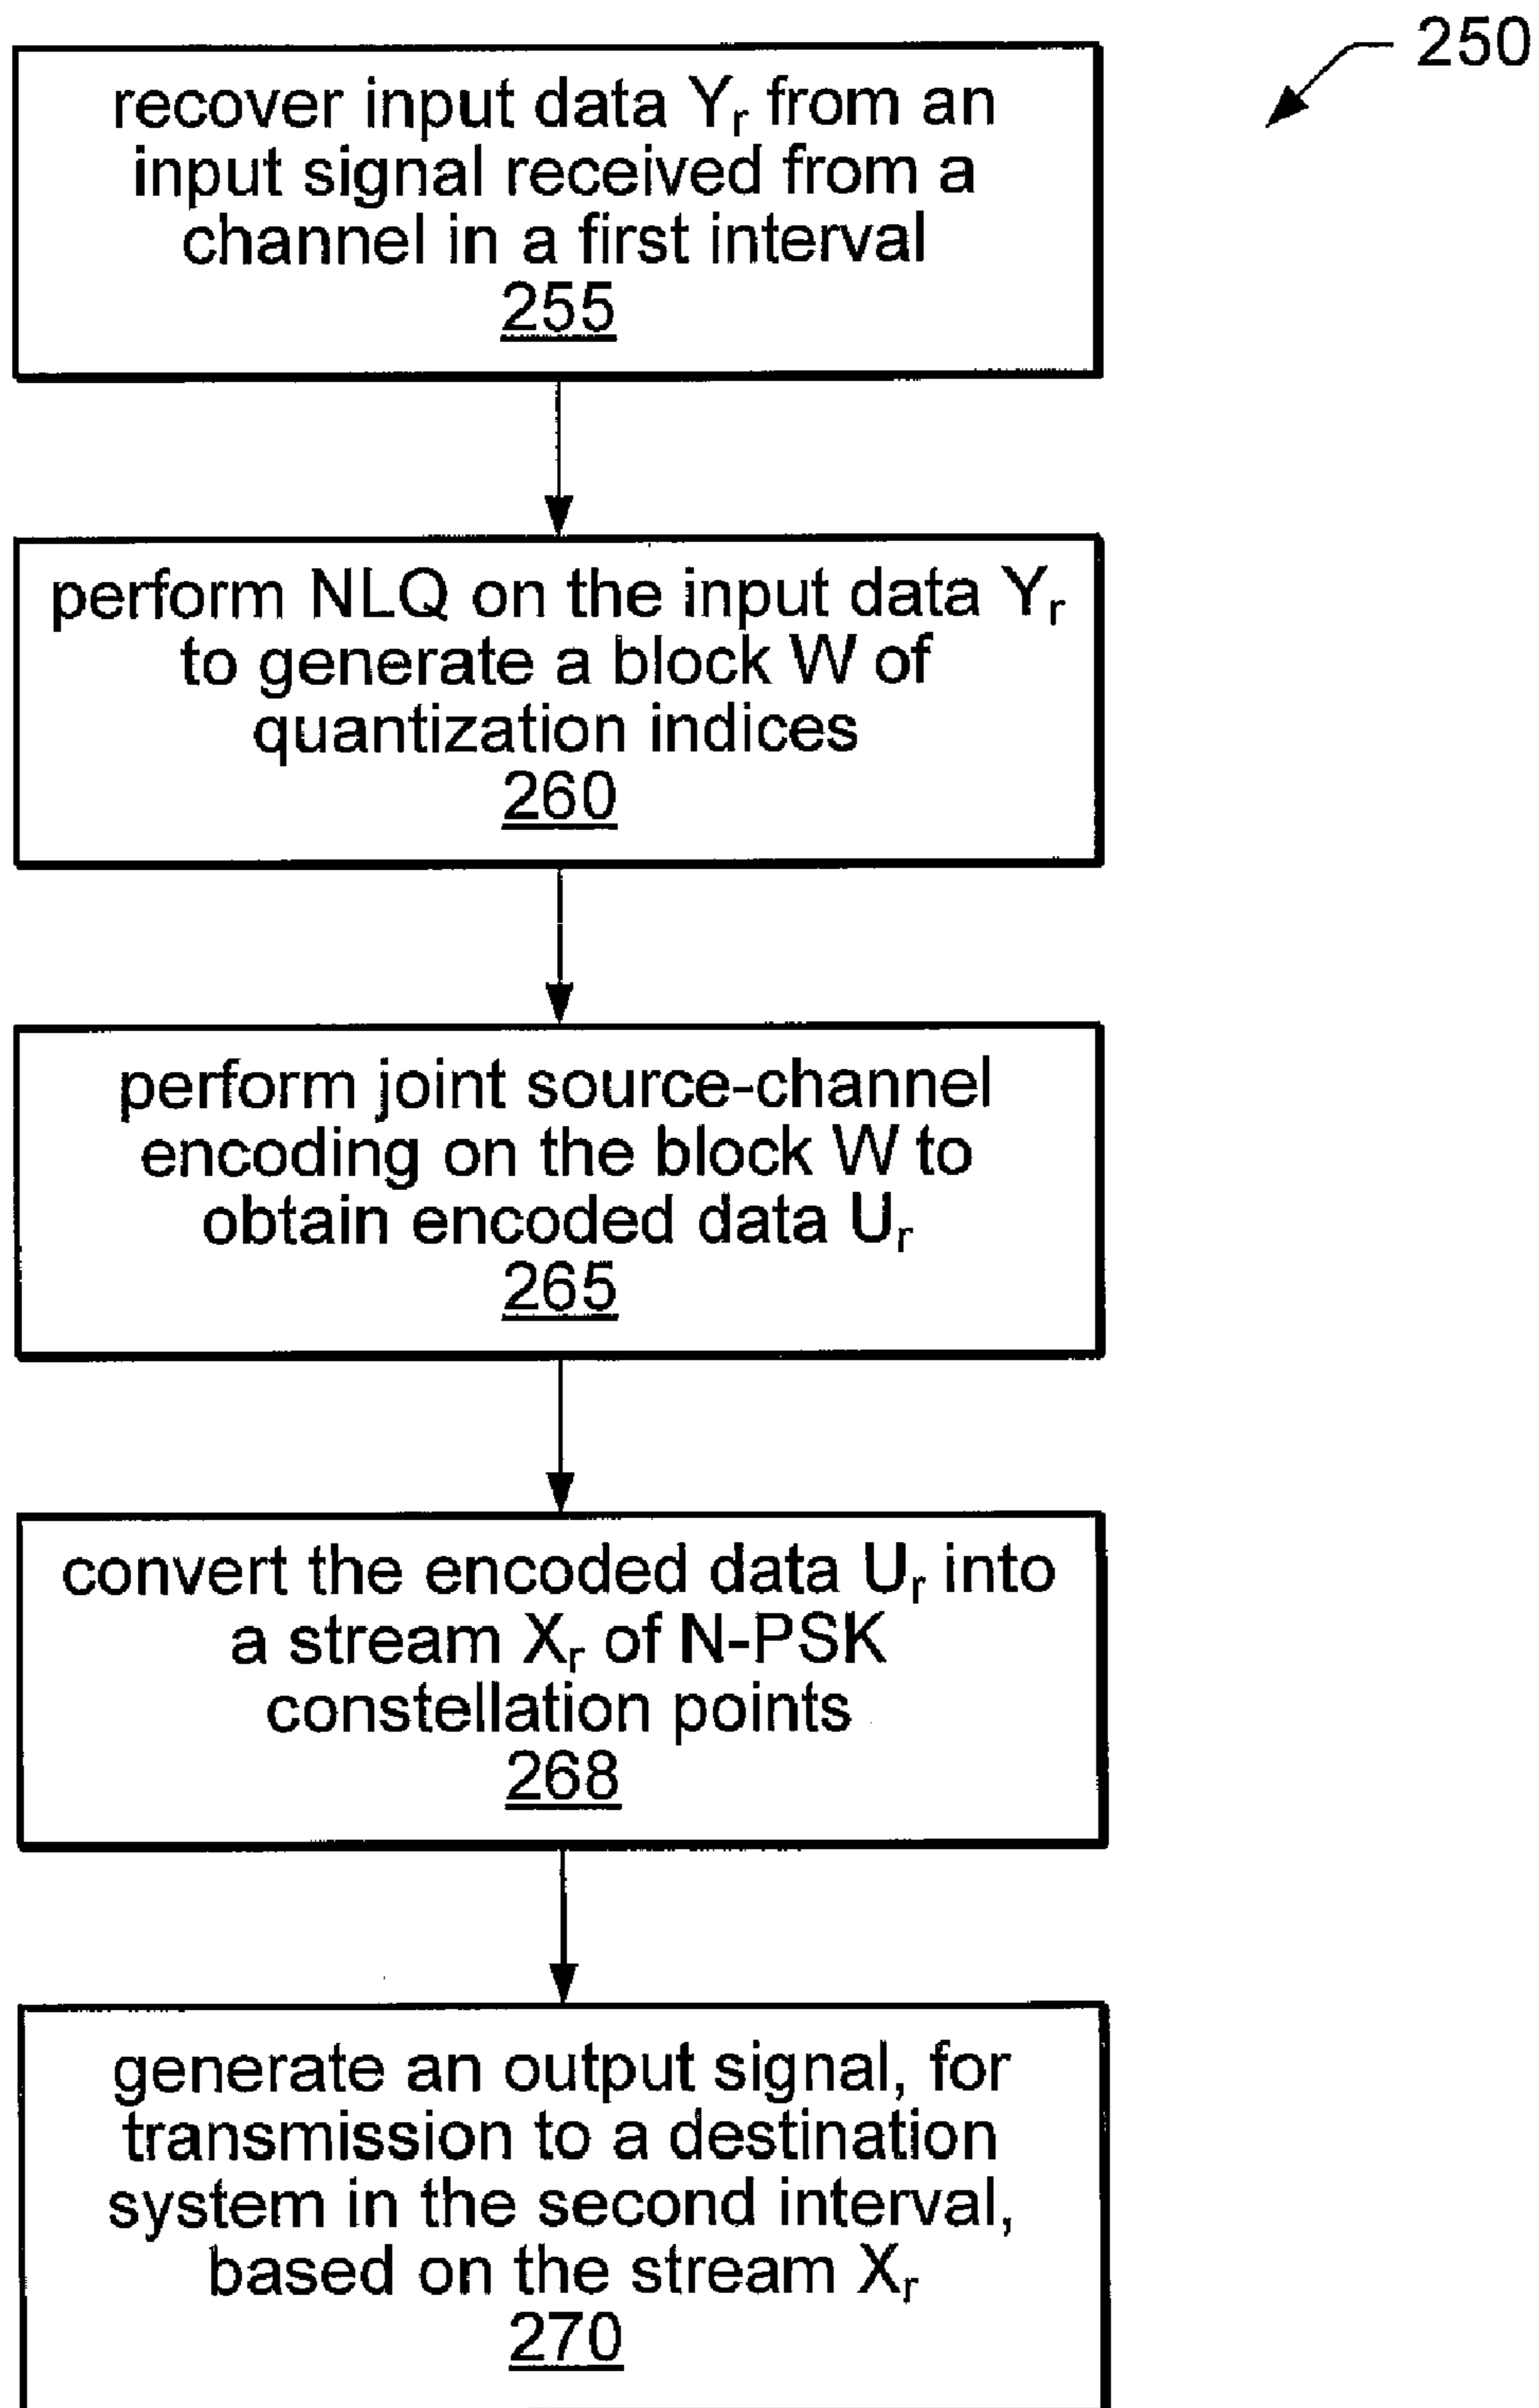 250
recover input data Yr from an
input signal received from a
channel in a first interval
255
perform NLQ on the input data Yr
to generate a block W of
quantization indices
260
perform joint source-channel
encoding on the block W to
obtain encoded data Ur
265
convert the encoded data Ur into
a stream Xr of N-PSK
constellation points
268
generate an output signal, for
transmission to a destination
system in the second interval,
based on the stream Xr
270